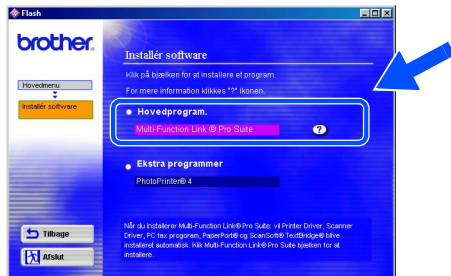 Flash
brother.
Installér software
Klik på bjælken for at installere et program.
For mere information klikkes "?" ikonen.
Hovedmenu
Installér software
Hovedprogram.
Multi-Function Link ® Pro Suite
?
Ekstra programmer
PhotoPrinter® 4
Når du installerer Multi-Function Link® Pro Suite: vil Printer Driver, Scanner
Driver, PC fax progoram, PaperPort® og ScanSoft® TextBridge® blive
installeret automatisk. Klik Multi-Function Link® Pro Suite bjælken for at
installere.
Tilbage
Afslut